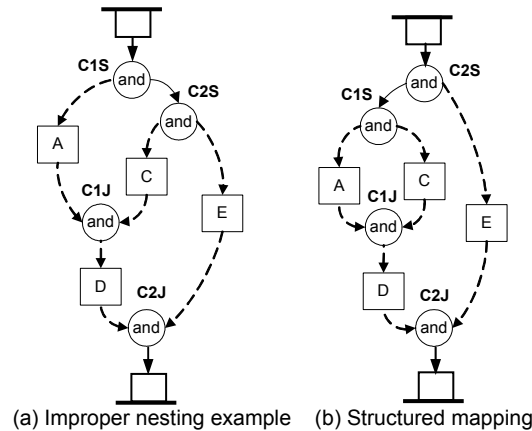 C1S and C2S
and
A
C
C1J
E
and
D
C2J
and
(a) Improper nesting example
C2S
and
C1S
and
A
C
C1J
E
and
D
C2J
and
(b) Structured mapping